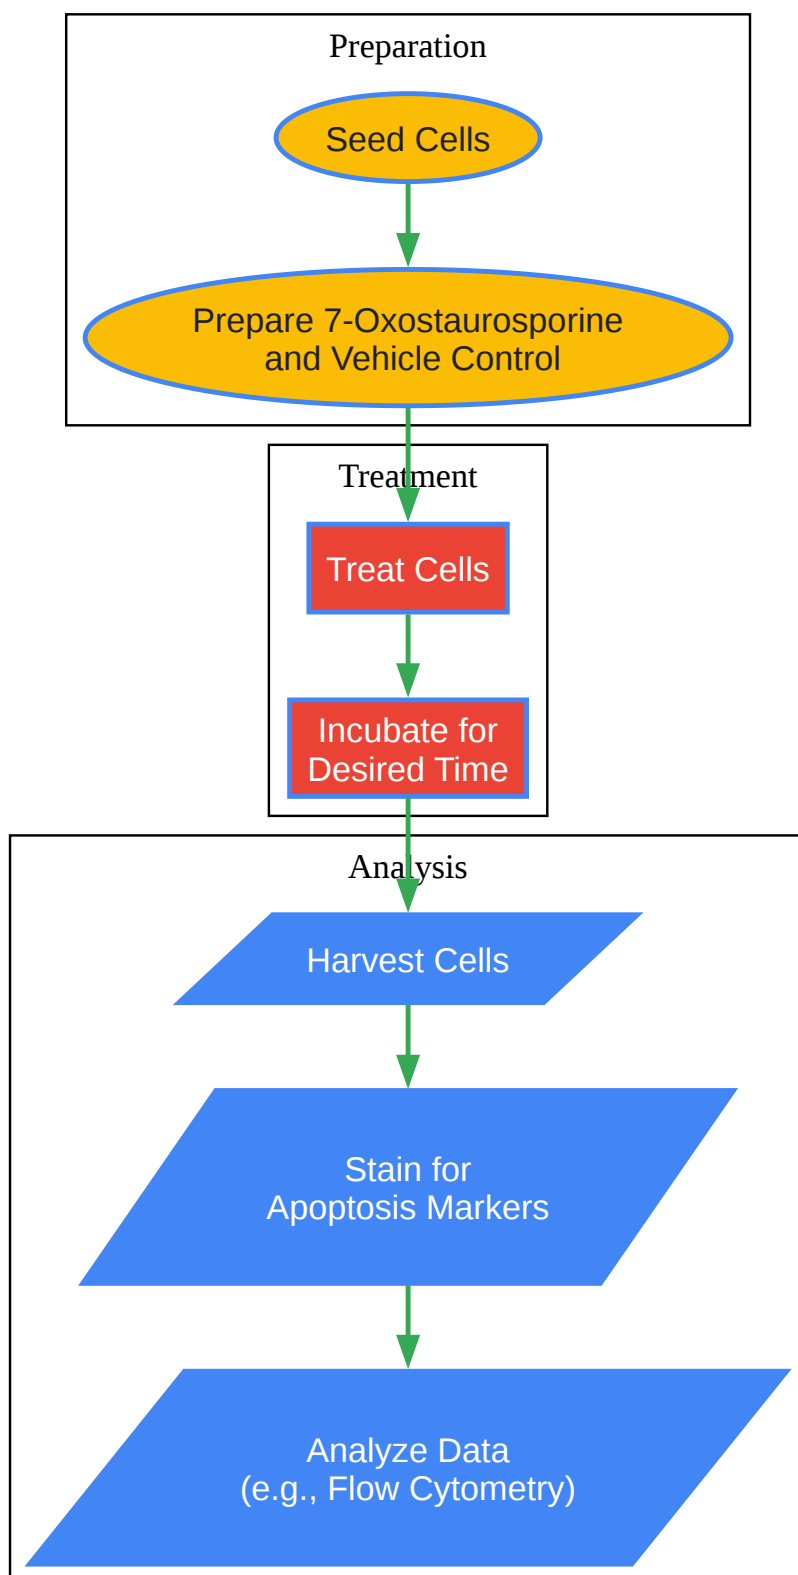 Preparation
Seed Cells
Prepare 7-Oxostaurosporine
and Vehicle Control
Treatment
Treat Cells
Incubate for
Desired Time
Analysis
Harvest Cells
Stain for
Apoptosis Markers
Analyze Data
(e.g., Flow Cytometry)